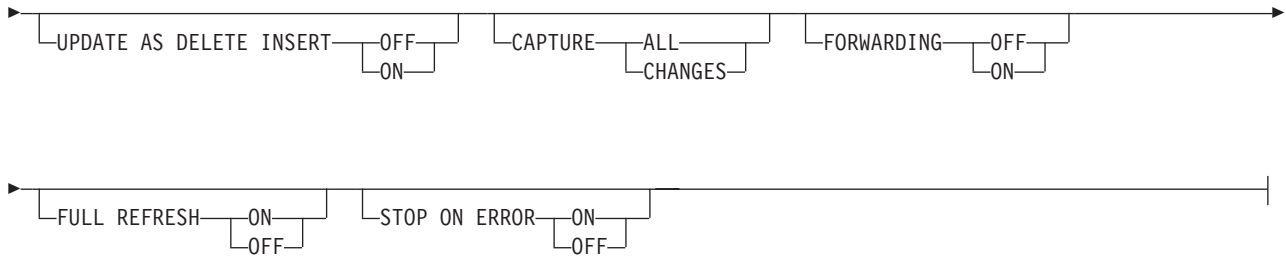 UPDATE AS DELETE INSERT OFF CAPTURE ALL FORWARDING OFF
ON CHANGES ON
FULL REFRESH ON STOP ON ERROR ON
OFF OFF